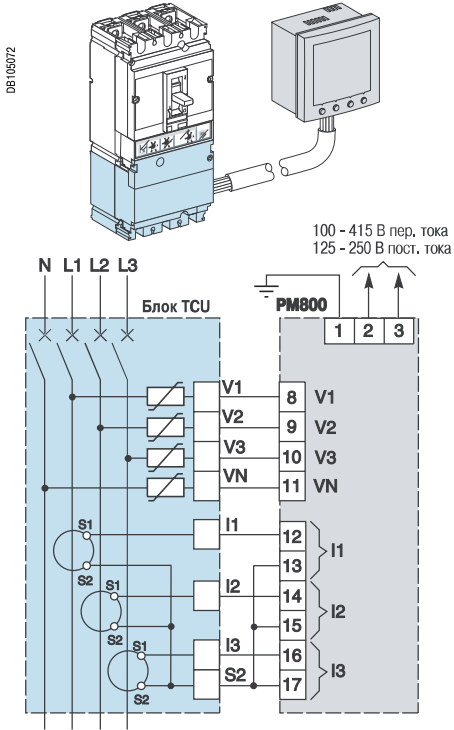 DB105072
100 - 415 В пер. тока
125 - 250 В пост. тока
N L1 L2 L3
Блок TCU
PM800
1 2 3
V1 8 V1
V2 9 V2
V3 10 V3
VN 11 VN
S1 I1 12
I1
S2 13
S1 I2 14
I2
S2 15
S1 I3 16
I3
S2 S2 17